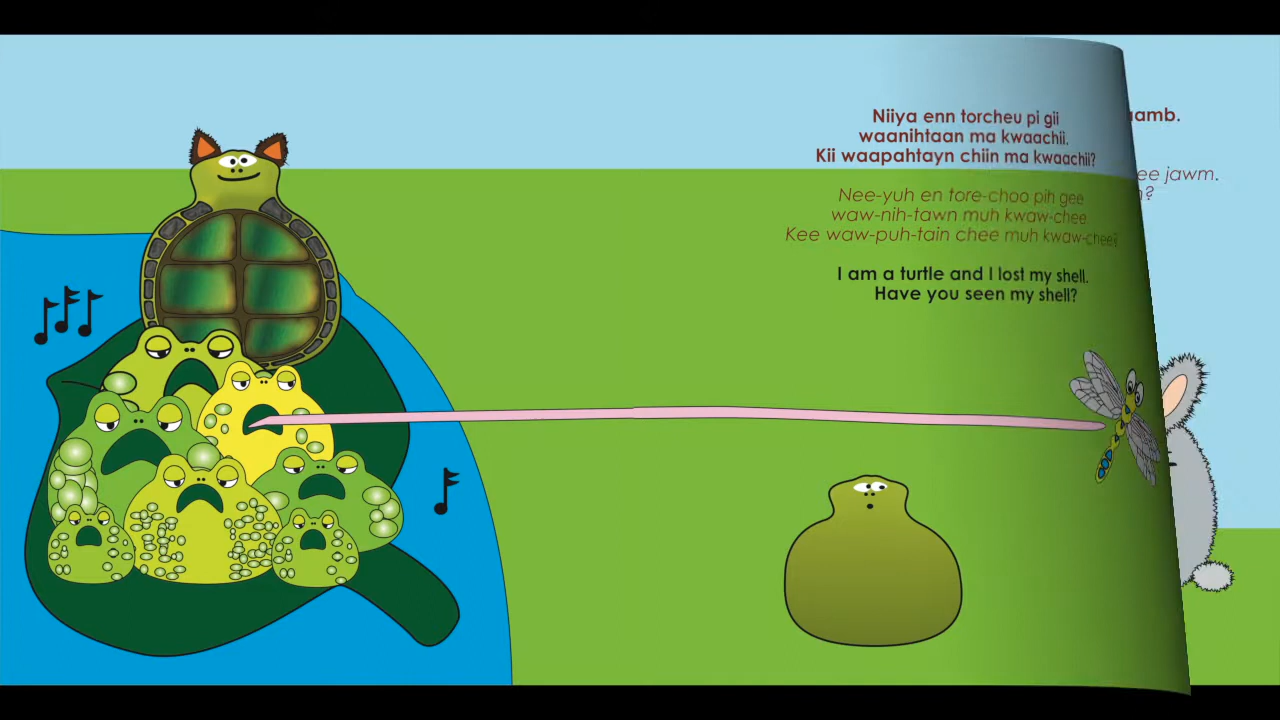 Niiya enn torcheu pi gii
waanihtaan ma kwaachii.
Kii waapahtayn chiin ma kwaachii?
Nee-yuh en tore-choo pih gee
waw-nih-tawn muh kwaw-chee
Kee waw-puh-tain chee muh kwaw-chee?
I am a turtle and I lost my shell.
Have you seen my shell?
ee jawm.